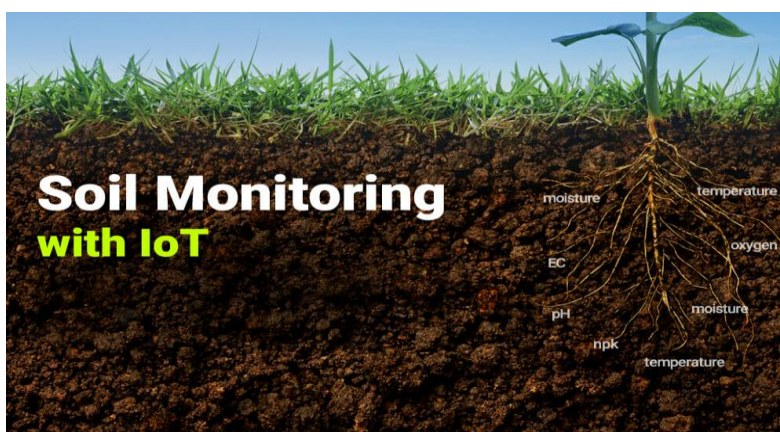 Soil Monitoring
with IoT
moisture
temperature
oxygen
EC
moisture
pH
npk
temperature